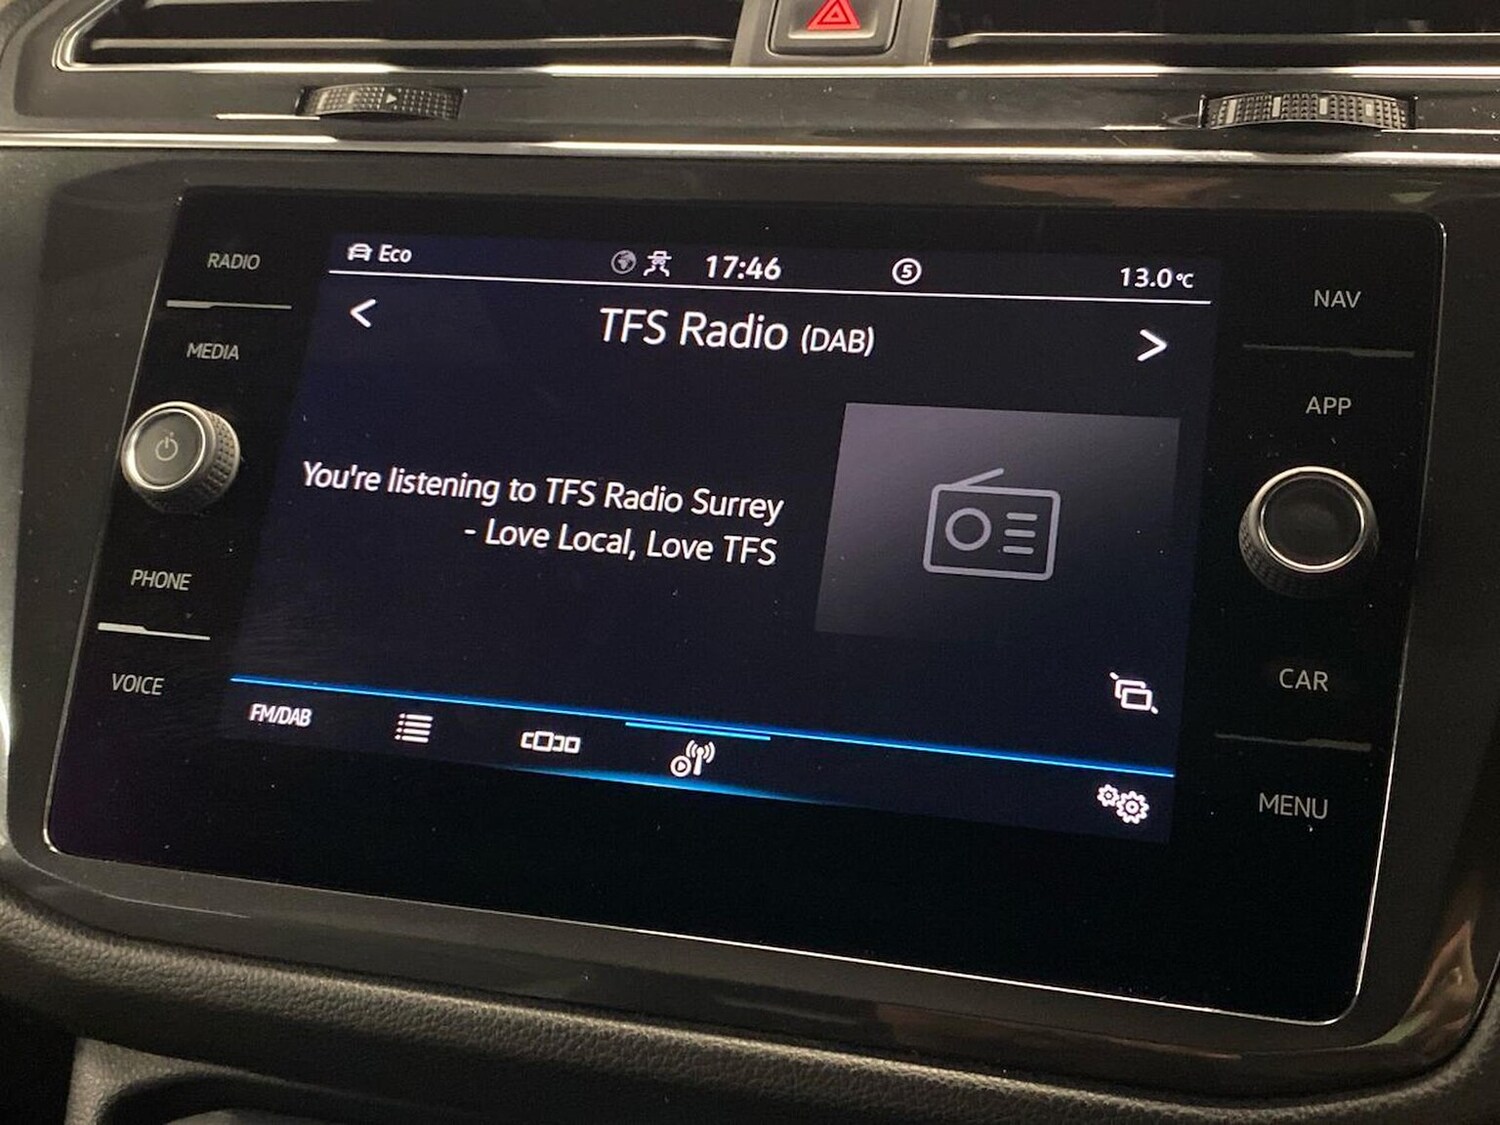 RADIO
MEDIA
PHONE
VOICE
Eco
17:46
5
13.0°C
TFS Radio (DAB)
You're listening to TFS Radio Surrey
- Love Local, Love TFS
FM/DAB
NAV
APP
CAR
MENU